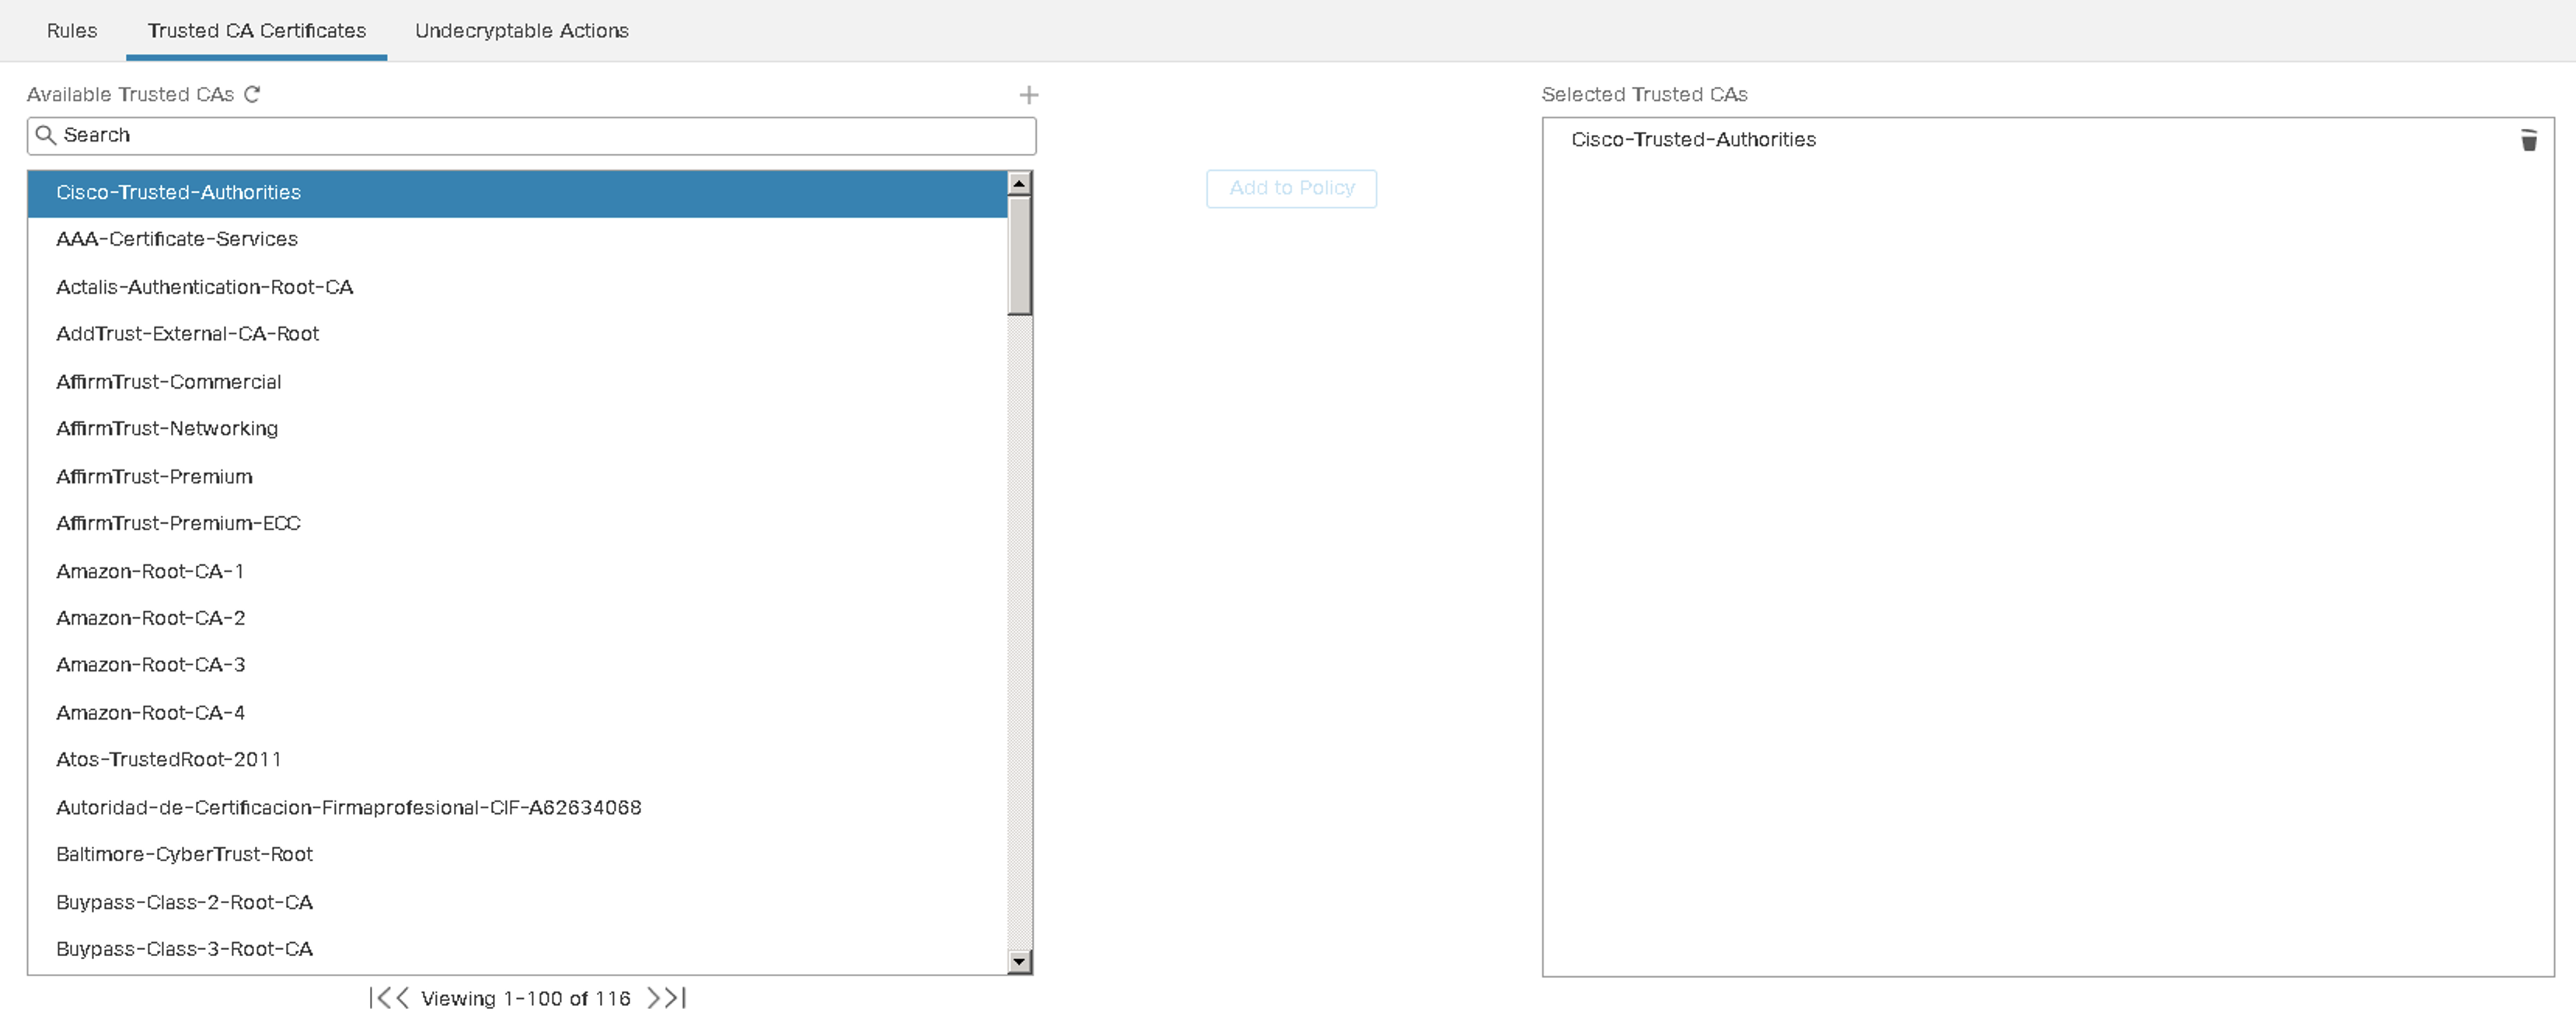 Rules Trusted CA Certificates Undecryptable Actions
Available Trusted CAs
Search
Cisco-Trusted-Authorities
AAA-Certificate-Services
Actalis-Authentication-Root-CA
AddTrust-External-CA-Root
AffirmTrust-Commercial
AffirmTrust-Networking
AffirmTrust-Premium
AffirmTrust-Premium-ECC
Amazon-Root-CA-1
Amazon-Root-CA-2
Amazon-Root-CA-3
Amazon-Root-CA-4
Atos-TrustedRoot-2011
Autoridad-de-Certificacion-Firmaprofesional-CIF-A62634068
Baltimore-CyberTrust-Root
Buypass-Class-2-Root-CA
Buypass-Class-3-Root-CA
Viewing 1-100 of 116
Add to Policy
Selected Trusted CAs
Cisco-Trusted-Authorities